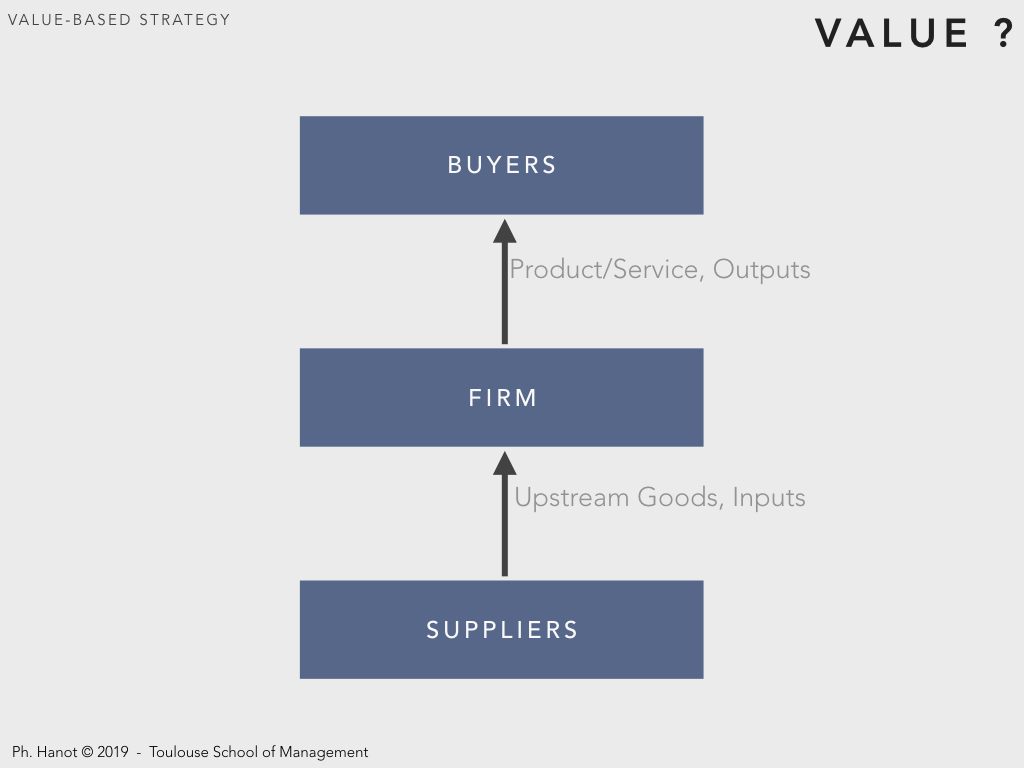 VALUE-BASED STRATEGY
VALUE ?
BUYERS
Product/Service, Outputs
FIRM
Upstream Goods, Inputs
SUPPLIERS
Ph. Hanot © 2019 - Toulouse School of Management